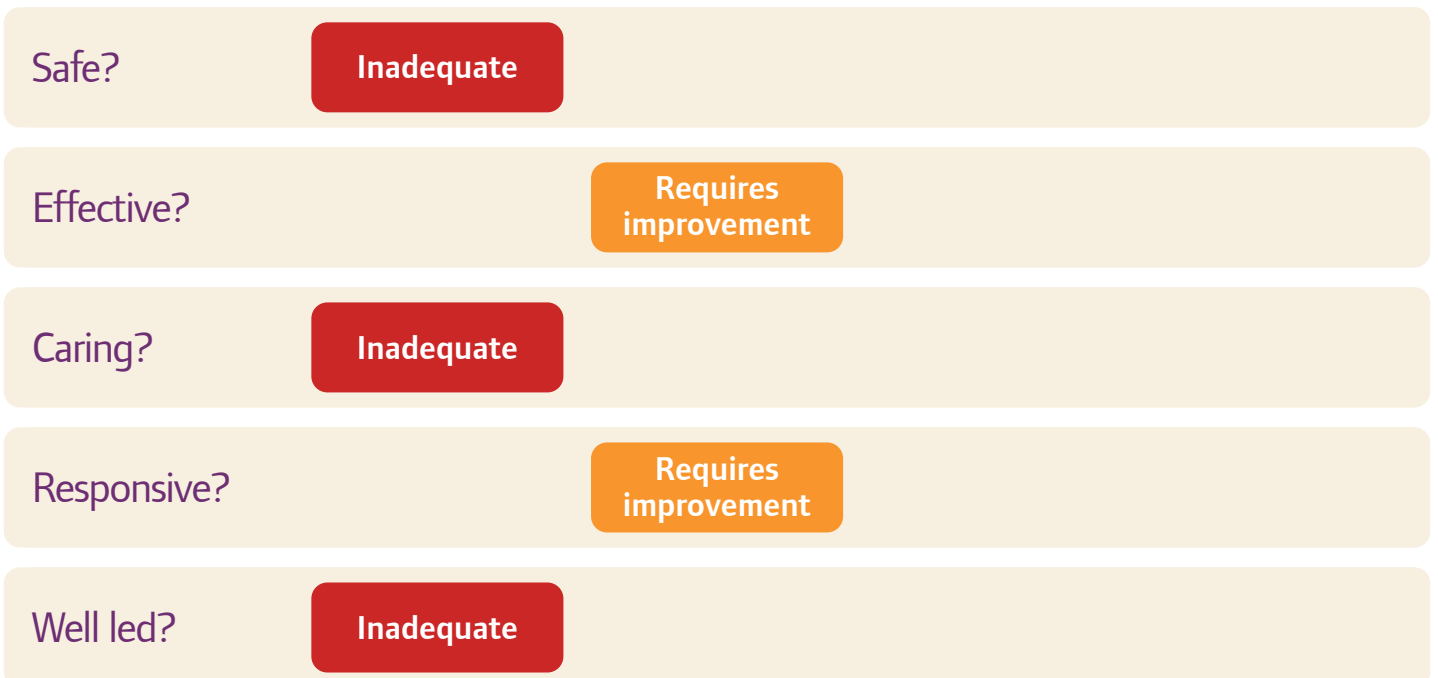 Safe?
Inadequate
Effective?
Requires
improvement
Caring?
Inadequate
Responsive?
Requires
improvement
Well led?
Inadequate